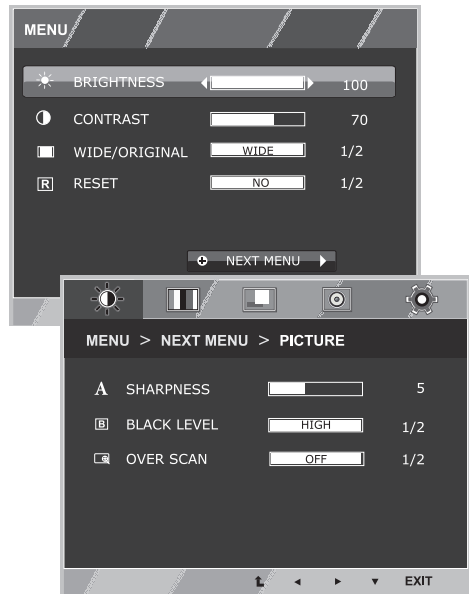 MENU
BRIGHTNESS 100
CONTRAST 70
WIDE/ORIGINAL WIDE 1/2
R RESET NO 1/2
NEXT MENU
MENU > NEXT MENU > PICTURE
A SHARPNESS 5
B BLACK LEVEL HIGH 1/2
OVER SCAN OFF 1/2
EXIT